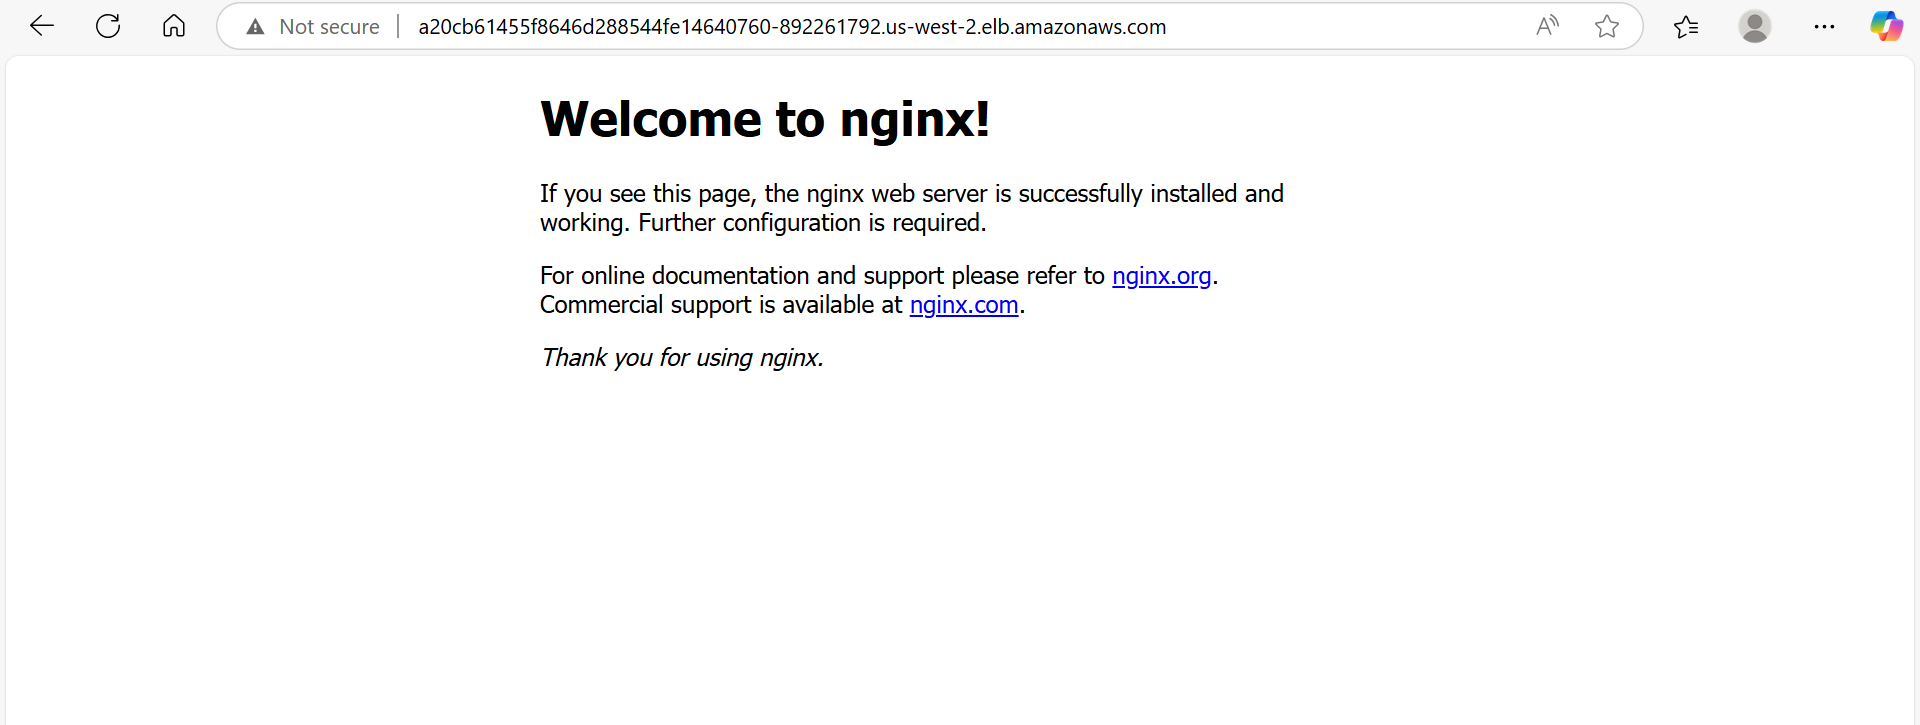 Not secure a20cb61455f8646d288544fe14640760-892261792.us-west-2.elb.amazonaws.com
Welcome to nginx!
If you see this page, the nginx web server is successfully installed and
working. Further configuration is required.
For online documentation and support please refer to nginx.org.
Commercial support is available at nginx.com.
Thank you for using nginx.